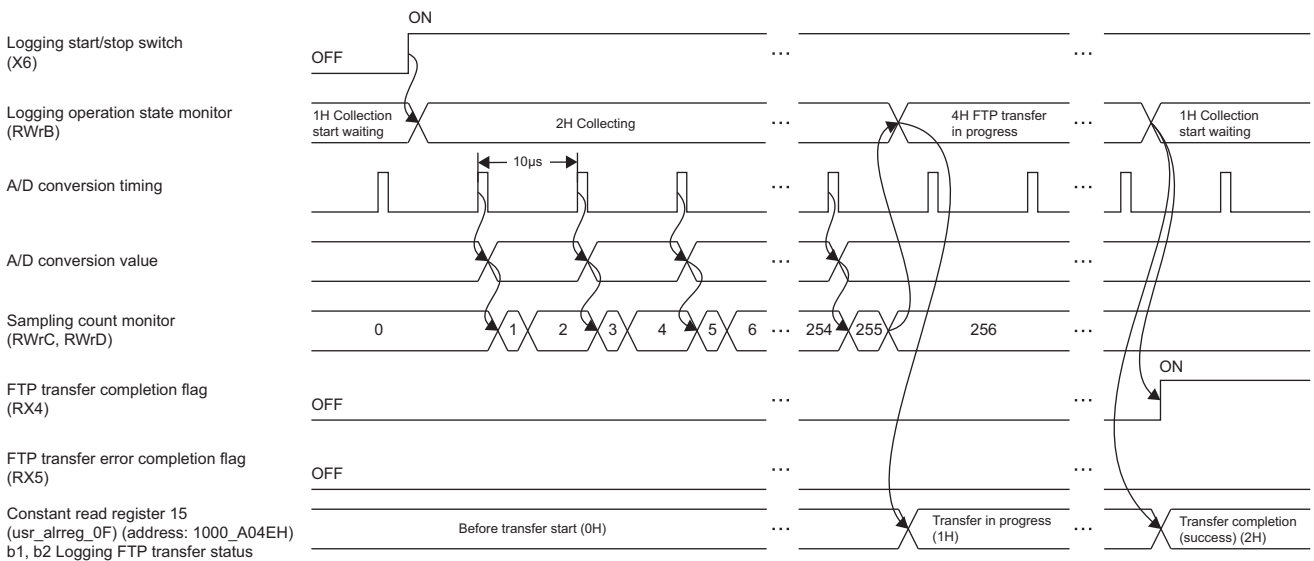 ON
Logging start/stop switch
(X6)
OFF
...
...
Logging operation state monitor
(RWrB)
1H Collection
start waiting
2H Collecting
...
4H FTP transfer
in progress
...
1H Collection
start waiting
10μs
A/D conversion timing
...
...
A/D conversion value
...
...
Sampling count monitor
(RWrC, RWrD)
0
1
2
3
4
5
6
...
254
255
256
...
ON
FTP transfer completion flag
(RX4)
OFF
...
...
FTP transfer error completion flag
(RX5)
OFF
...
...
Constant read register 15
(usr_alrreg_0F) (address: 1000_A04EH)
b1, b2 Logging FTP transfer status
Before transfer start (0H)
...
Transfer in progress
(1H)
...
Transfer completion
(success) (2H)